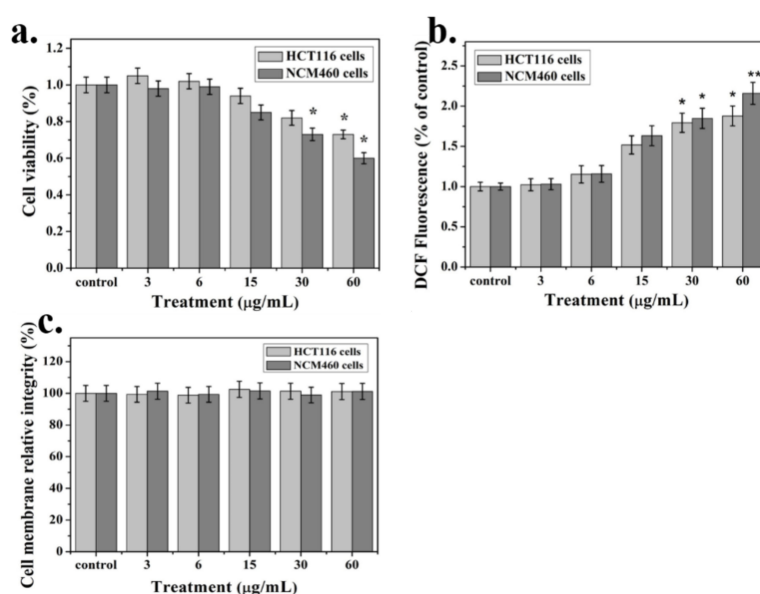 a.
Cell viability (%)
1.2
1.0
0.8
0.6
0.4
0.2
0.0
HCT116 cells
NCM460 cells
*
*
*
control 3 6 15 30 60
Treatment (μg/mL)
b.
DCF Fluorescence (% of control)
2.5
2.0
1.5
1.0
0.5
0.0
HCT116 cells
NCM460 cells
*
*
*
**
control 3 6 15 30 60
Treatment (μg/mL)
c.
Cell membrane relative integrity (%)
120
100
80
60
40
20
0
HCT116 cells
NCM460 cells
control 3 6 15 30 60
Treatment (μg/mL)